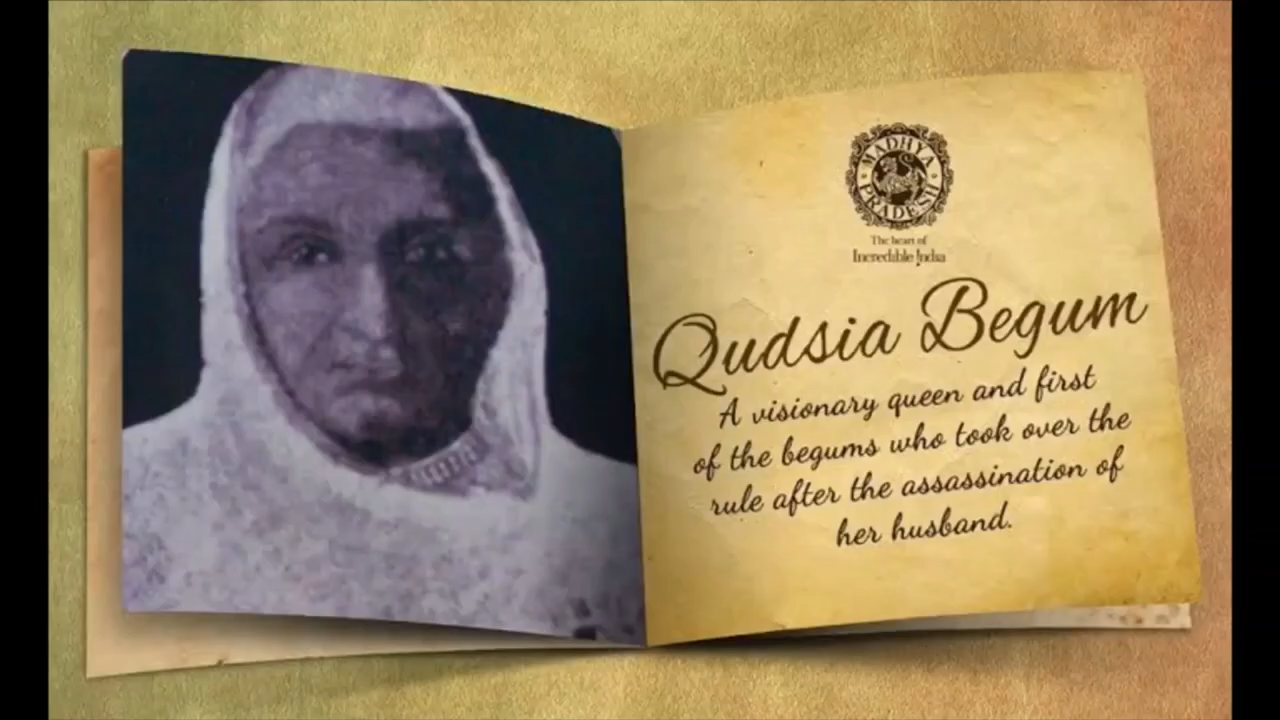 MADHYA
PRADESH
The heart of
Incredible India
Qudsia Begum
A visionary queen and first
of the begums who took over the
rule after the assassination of
her husband.